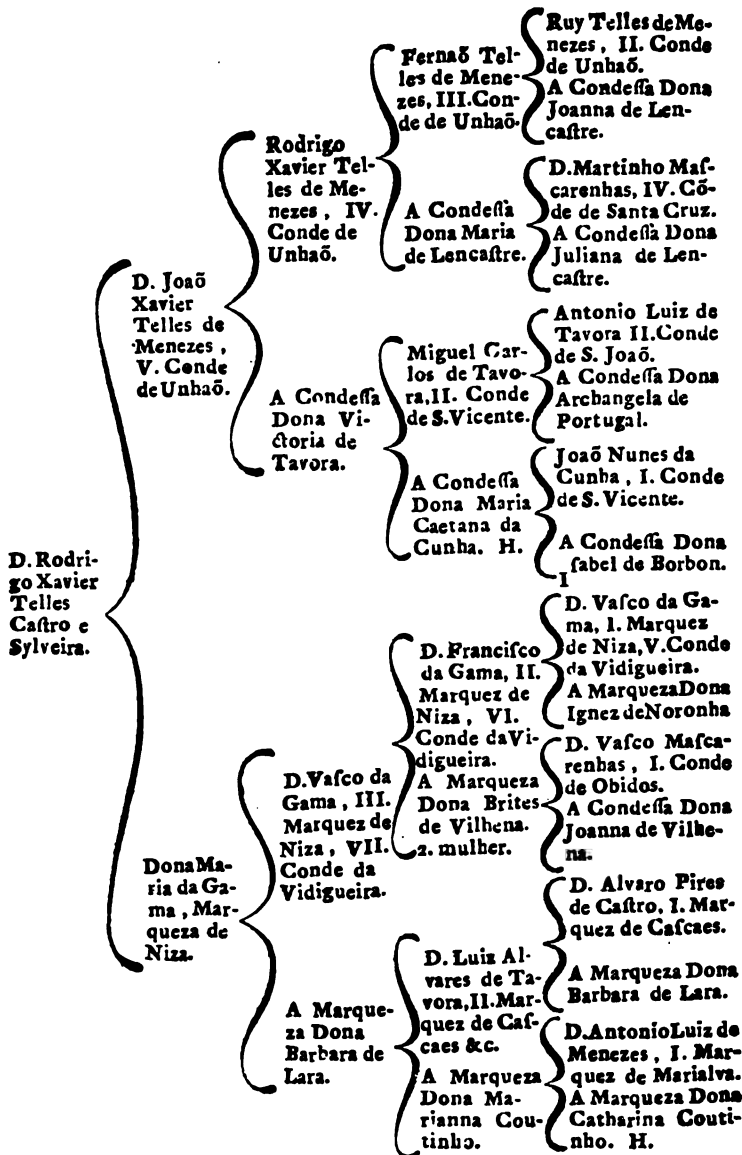 D. Rodri-
go Xavier
Telles
Caſtro e
Sylveira.
D. Joaõ
Xavier
Telles de
Menezes ,
V. Conde
de Unhaõ.
Dona Ma-
ria da Ga-
ma , Mar-
queza de
Niza.
Rodrigo
Xavier Tel-
les de Me-
nezes , IV.
Conde de
Unhaõ.
A Condeſſa
Dona Vi-
ctoria de
Tavora.
D. Vaſco da
Gama , III.
Marquez de
Niza , VII.
Conde da
Vidigueira.
A Marque-
za Dona
Barbara de
Lara.
Fernaõ Tel-
les de Mene-
zes, III. Con-
de de Unhaõ.
A Condeſſa
Dona Maria
de Lencaſtre.
Miguel Car-
los de Tavo-
ra, II. Conde
de S. Vicente.
A Condeſſa
Dona Maria
Caetana da
Cunha. H.
D. Franciſco
da Gama, II.
Marquez de
Niza , VI.
Conde da Vi-
digueira.
A Marqueza
Dona Brites
de Vilhena.
2. mulher.
D. Luiz Al-
vares de Ta-
vora, II. Mar-
quez de Caſ-
caes &c.
A Marqueza
Dona Ma-
rianna Cou-
tinho.
Ruy Telles de Me-
nezes , II. Conde
de Unhaõ.
A Condeſſa Dona
Joanna de Len-
caſtre.
D. Martinho Maſ-
carenhas, IV. Cõ-
de de Santa Cruz.
A Condeſſa Dona
Juliana de Len-
caſtre.
Antonio Luiz de
Tavora II. Conde
de S. Joaõ.
A Condeſſa Dona
Archangela de
Portugal.
Joaõ Nunes da
Cunha , I. Conde
de S. Vicente.
A Condeſſa Dona
Iſabel de Borbon.
D. Vaſco da Ga-
ma, I. Marquez
de Niza, V. Conde
da Vidigueira.
A Marqueza Dona
Ignez de Noronha
D. Vaſco Maſca-
renhas , I. Conde
de Obidos.
A Condeſſa Dona
Joanna de Vilhe-
na.
D. Alvaro Pires
de Caſtro, I. Mar-
quez de Caſcaes.
A Marqueza Dona
Barbara de Lara.
D. Antonio Luiz de
Menezes , I. Mar-
quez de Marialva.
A Marqueza Dona
Catharina Couti-
nho. H.